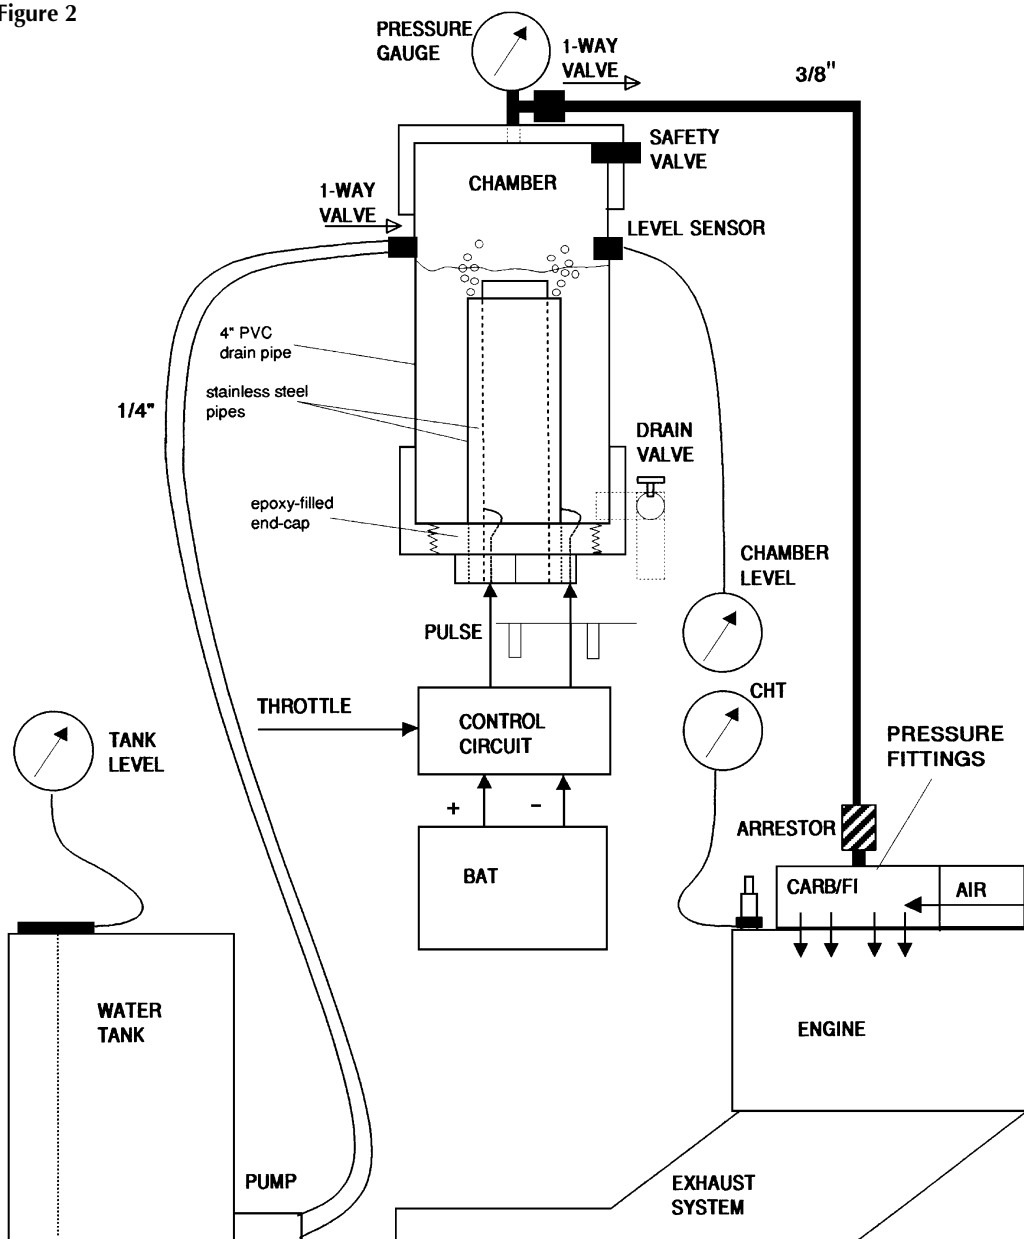 Figure 2
PRESSURE
GAUGE
1-WAY
VALVE
3/8"
SAFETY
VALVE
CHAMBER
1-WAY
VALVE
LEVEL SENSOR
4" PVC
drain pipe
stainless steel
pipes
1/4"
DRAIN
VALVE
epoxy-filled
end-cap
CHAMBER
LEVEL
PULSE
CHT
THROTTLE
CONTROL
CIRCUIT
TANK
LEVEL
PRESSURE
FITTINGS
+ -
ARRESTOR
BAT
CARB/FI
AIR
WATER
TANK
ENGINE
PUMP
EXHAUST
SYSTEM